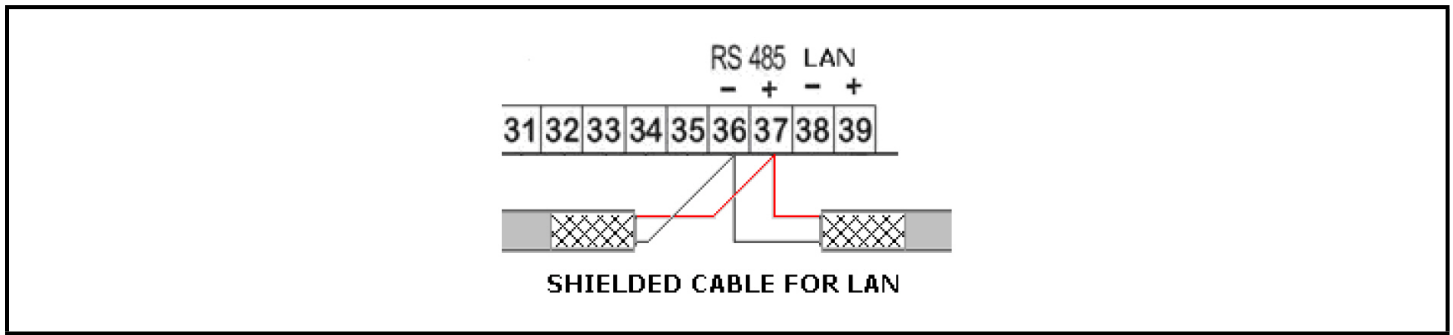 RS 485 LAN
− + − +
31 32 33 34 35 36 37 38 39
SHIELDED CABLE FOR LAN